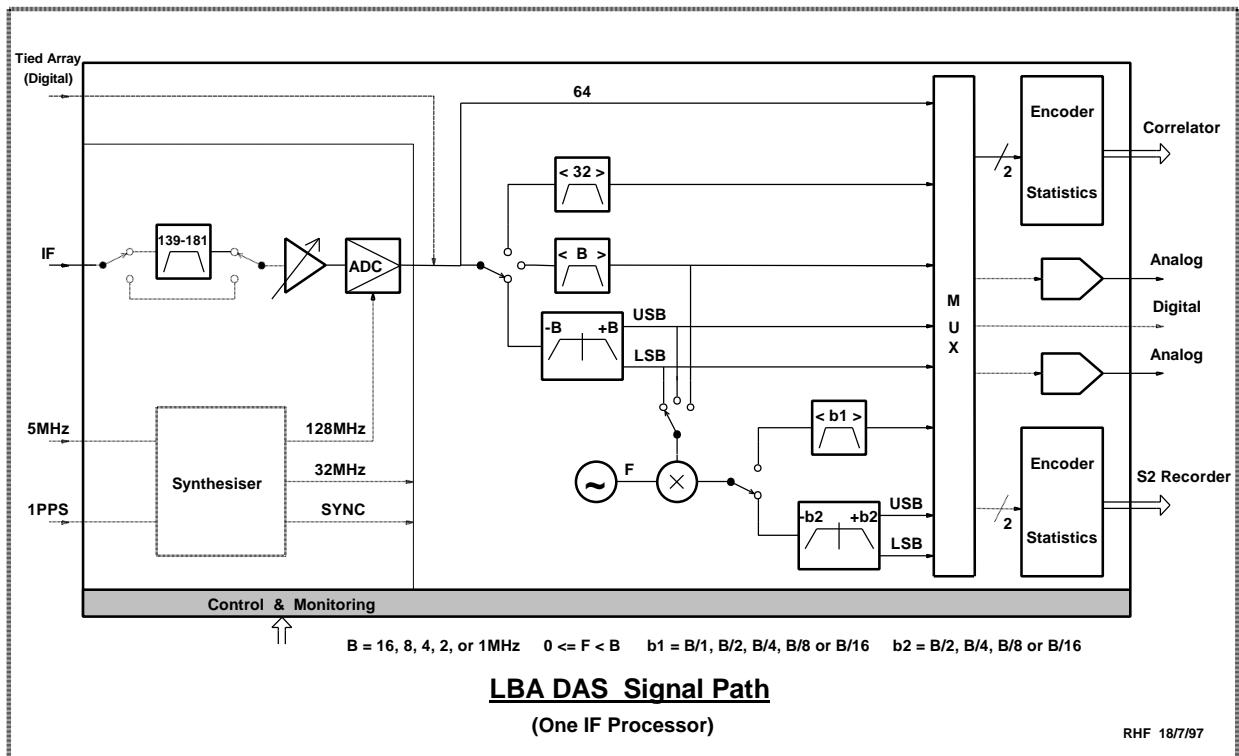 Tied Array
(Digital)
64
Encoder
Statistics
2
Correlator
< 32 >
IF
139-181
ADC
< B >
Analog
Digital
Analog
M
UX
-B +B
USB
LSB
5MHz
1PPS
Synthesiser
128MHz
32MHz
SYNC
< b1 >
~
F
×
-b2 +b2
USB
LSB
2
Encoder
Statistics
S2 Recorder
Control & Monitoring
B = 16, 8, 4, 2, or 1MHz 0 <= F < B b1 = B/1, B/2, B/4, B/8 or B/16 b2 = B/2, B/4, B/8 or B/16
LBA DAS Signal Path
(One IF Processor)
RHF 18/7/97